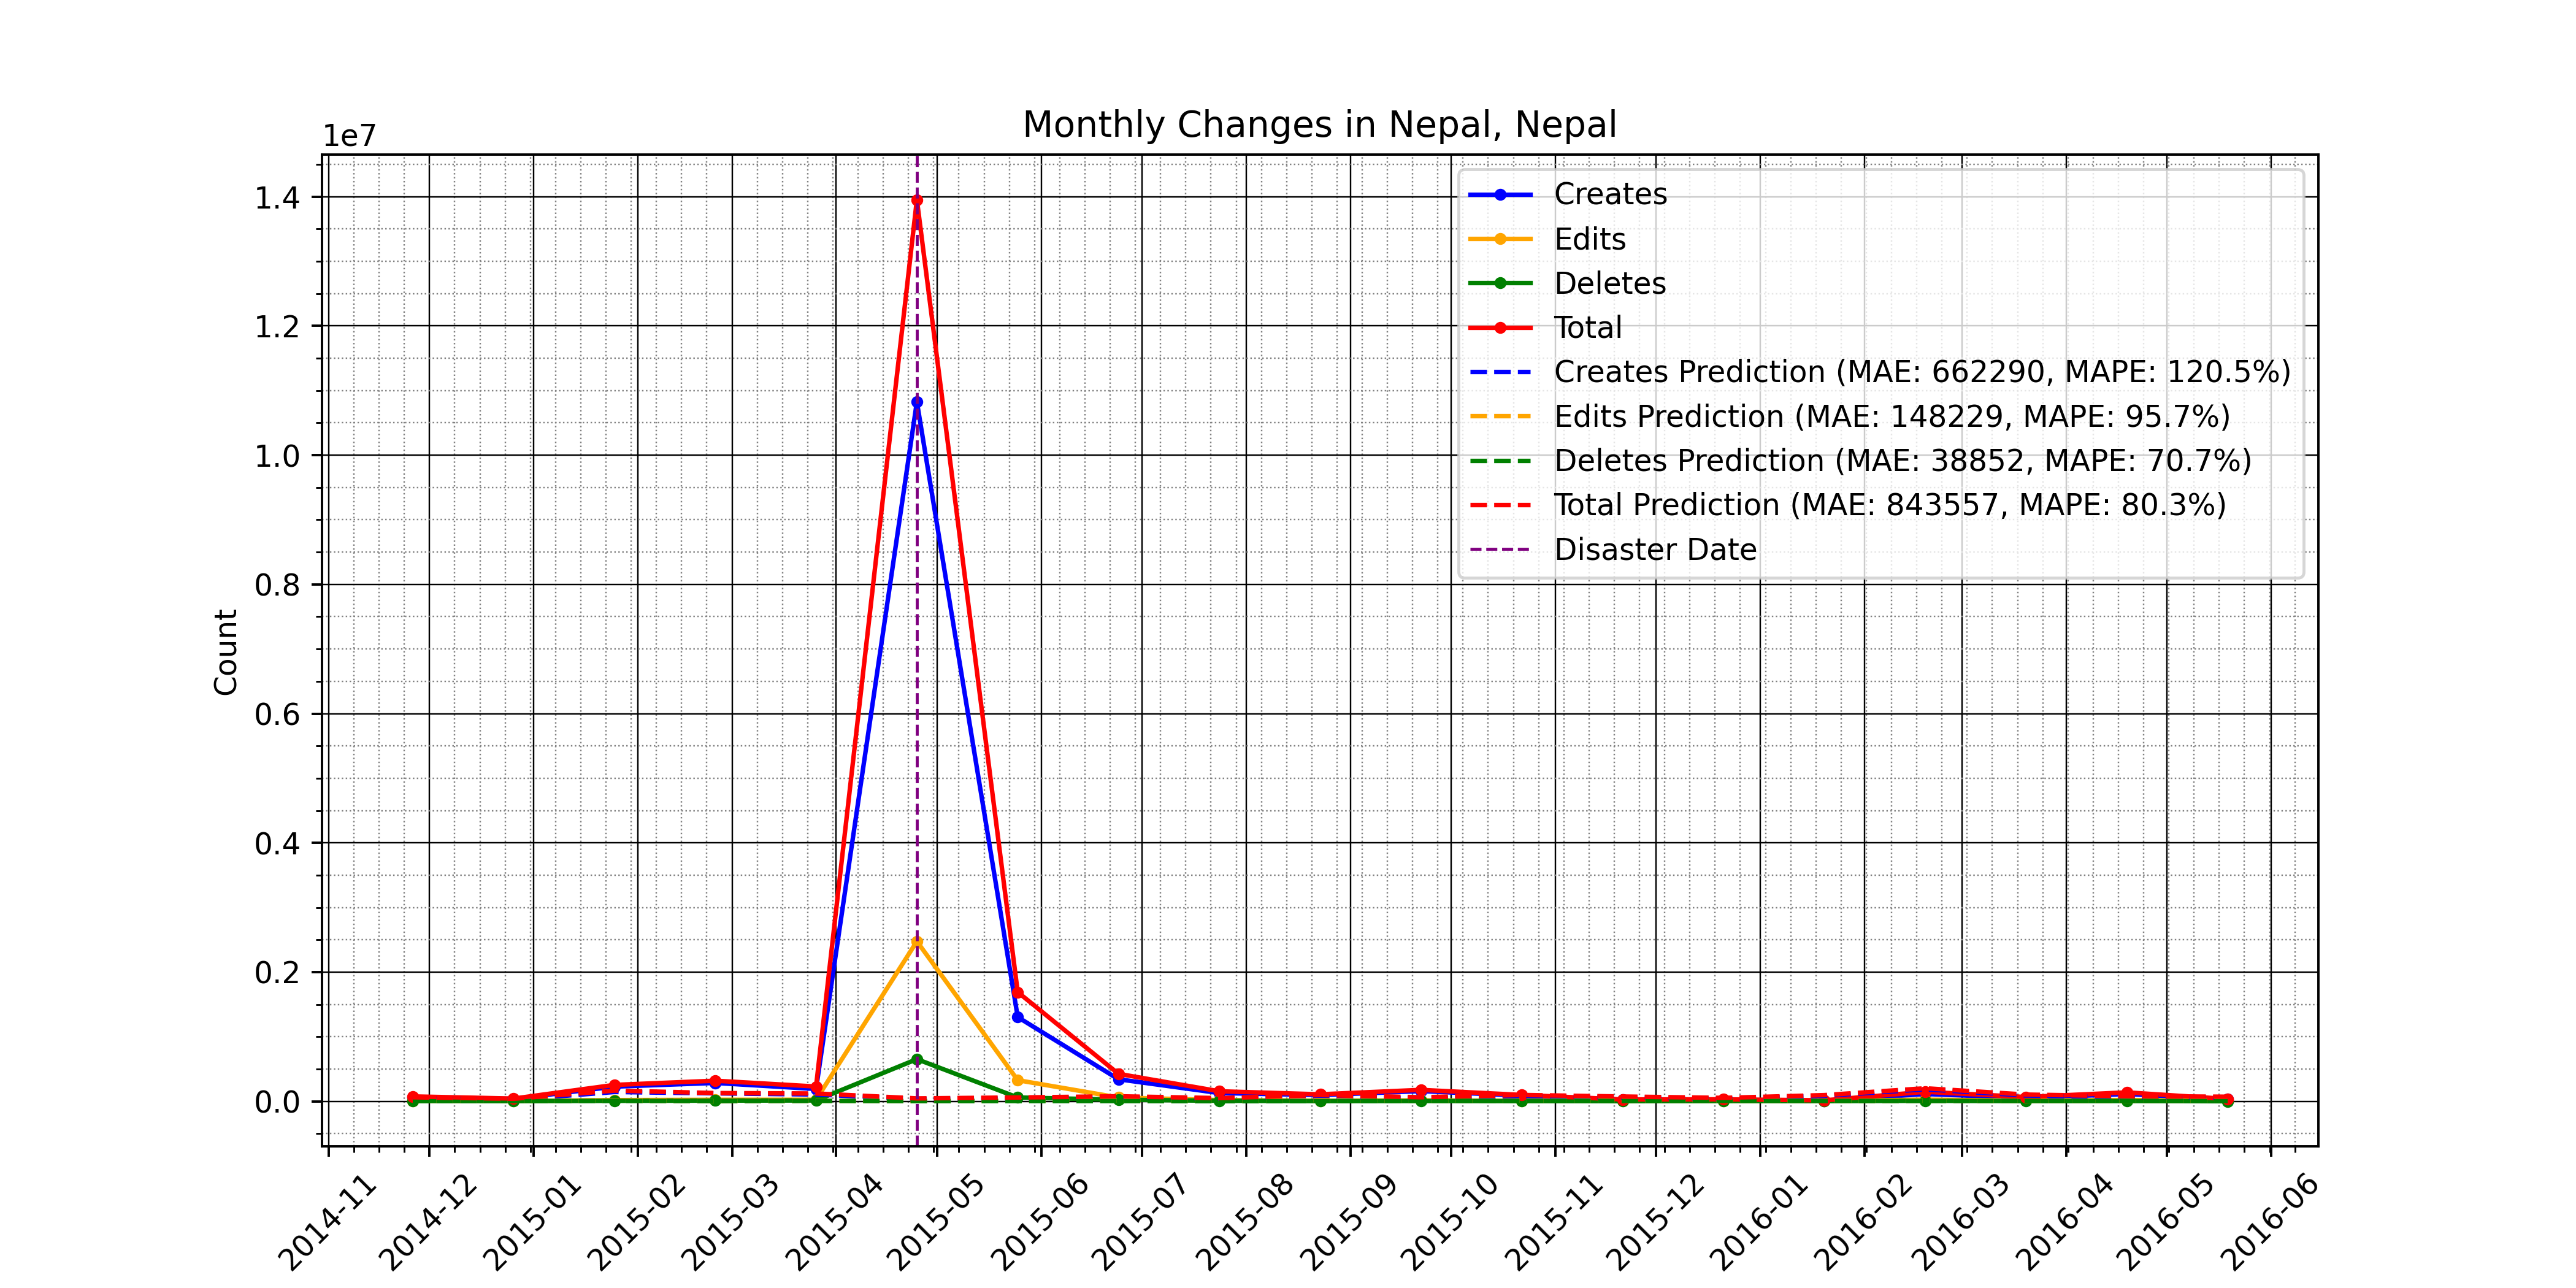 Monthly Changes in Nepal, Nepal
1e7
1.4
1.2
1.0
0.8
0.6
0.4
0.2
0.0
Count
Creates
Edits
Deletes
Total
Creates Prediction (MAE: 662290, MAPE: 120.5%)
Edits Prediction (MAE: 148229, MAPE: 95.7%)
Deletes Prediction (MAE: 38852, MAPE: 70.7%)
Total Prediction (MAE: 843557, MAPE: 80.3%)
Disaster Date
2014-11
2014-12
2015-01
2015-02
2015-03
2015-04
2015-05
2015-06
2015-07
2015-08
2015-09
2015-10
2015-11
2015-12
2016-01
2016-02
2016-03
2016-04
2016-05
2016-06